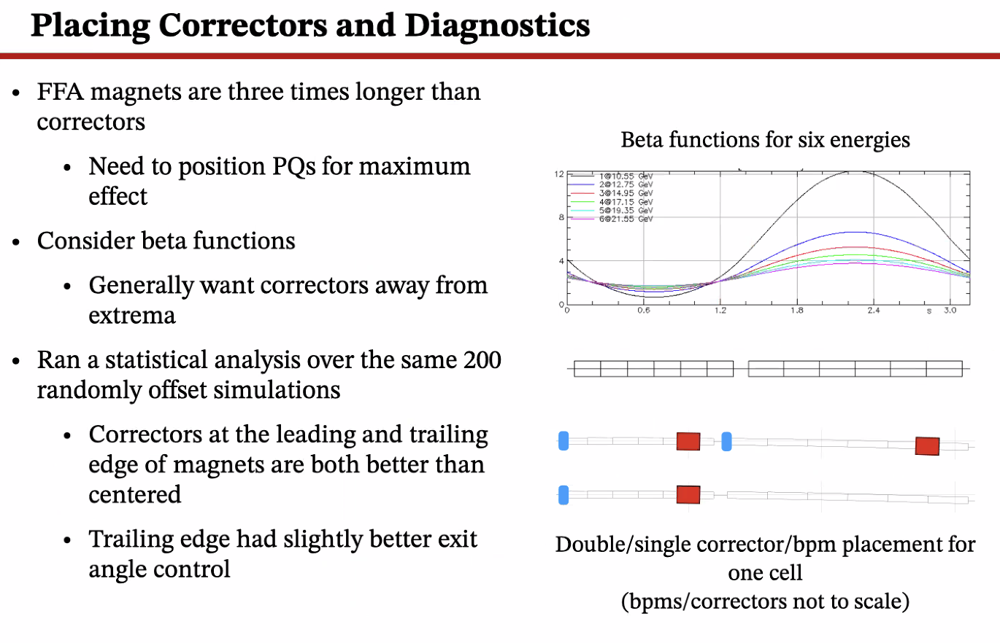 Placing Correctors and Diagnostics
• FFA magnets are three times longer than
correctors
• Need to position PQs for maximum
effect
• Consider beta functions
• Generally want correctors away from
extrema
• Ran a statistical analysis over the same 200
randomly offset simulations
• Correctors at the leading and trailing
edge of magnets are both better than
centered
• Trailing edge had slightly better exit
angle control
Beta functions for six energies
12
8
4
0
1@10.55 GeV
2@12.75 GeV
3@14.95 GeV
4@17.15 GeV
5@19.35 GeV
6@21.55 GeV
0 0.6 1.2 1.8 2.4 s 3.0
Double/single corrector/bpm placement for
one cell
(bpms/correctors not to scale)